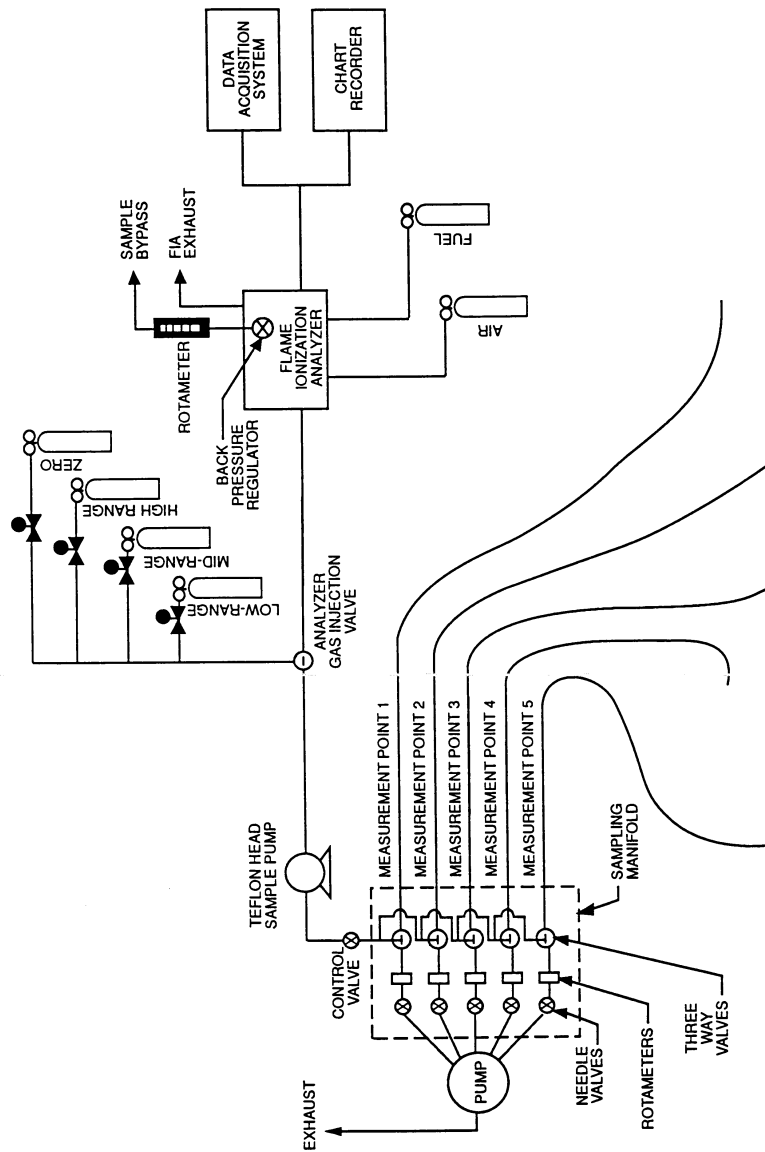 SAMPLE
BYPASS
FIA
EXHAUST
DATA
ACQUISITION
SYSTEM
CHART
RECORDER
ROTAMETER
BACK
PRESSURE
REGULATOR
FLAME
IONIZATION
ANALYZER
FUEL
AIR
ZERO
HIGH RANGE
MID-RANGE
LOW-RANGE
ANALYZER
GAS INJECTION
VALVE
TEFLON HEAD
SAMPLE PUMP
CONTROL
VALVE
MEASUREMENT POINT 1
MEASUREMENT POINT 2
MEASUREMENT POINT 3
MEASUREMENT POINT 4
MEASUREMENT POINT 5
SAMPLING
MANIFOLD
EXHAUST
PUMP
NEEDLE
VALVES
ROTAMETERS
THREE
WAY
VALVES